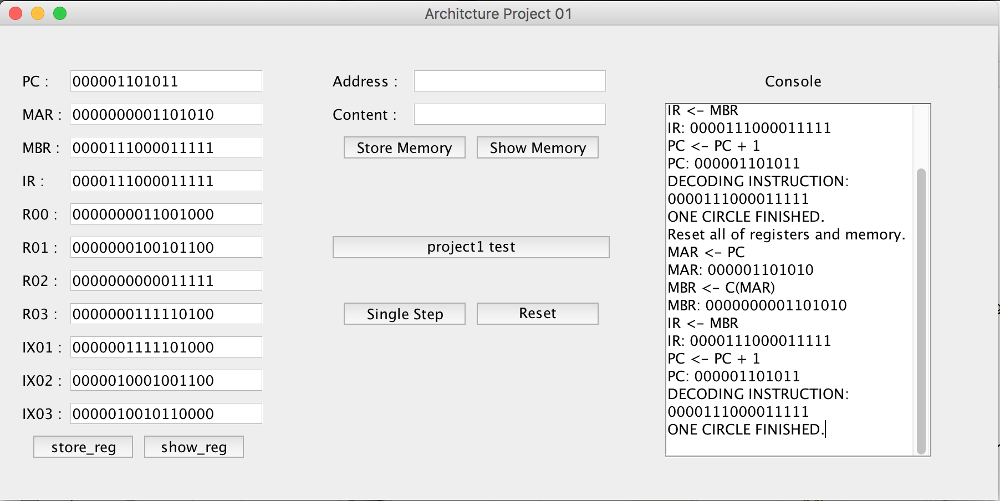 Architcture Project 01
PC : 000001101011
MAR : 0000000001101010
MBR : 0000111000011111
IR : 0000111000011111
R00 : 0000000011001000
R01 : 0000000100101100
R02 : 0000000000011111
R03 : 0000000111110100
IX01 : 0000001111101000
IX02 : 0000010001001100
IX03 : 0000010010110000
store_reg show_reg
Address :
Content :
Store Memory Show Memory
project1 test
Single Step Reset
Console
IR <- MBR
IR: 0000111000011111
PC <- PC + 1
PC: 000001101011
DECODING INSTRUCTION:
0000111000011111
ONE CIRCLE FINISHED.
Reset all of registers and memory.
MAR <- PC
MAR: 000001101010
MBR <- C(MAR)
MBR: 0000000001101010
IR <- MBR
IR: 0000111000011111
PC <- PC + 1
PC: 000001101011
DECODING INSTRUCTION:
0000111000011111
ONE CIRCLE FINISHED.